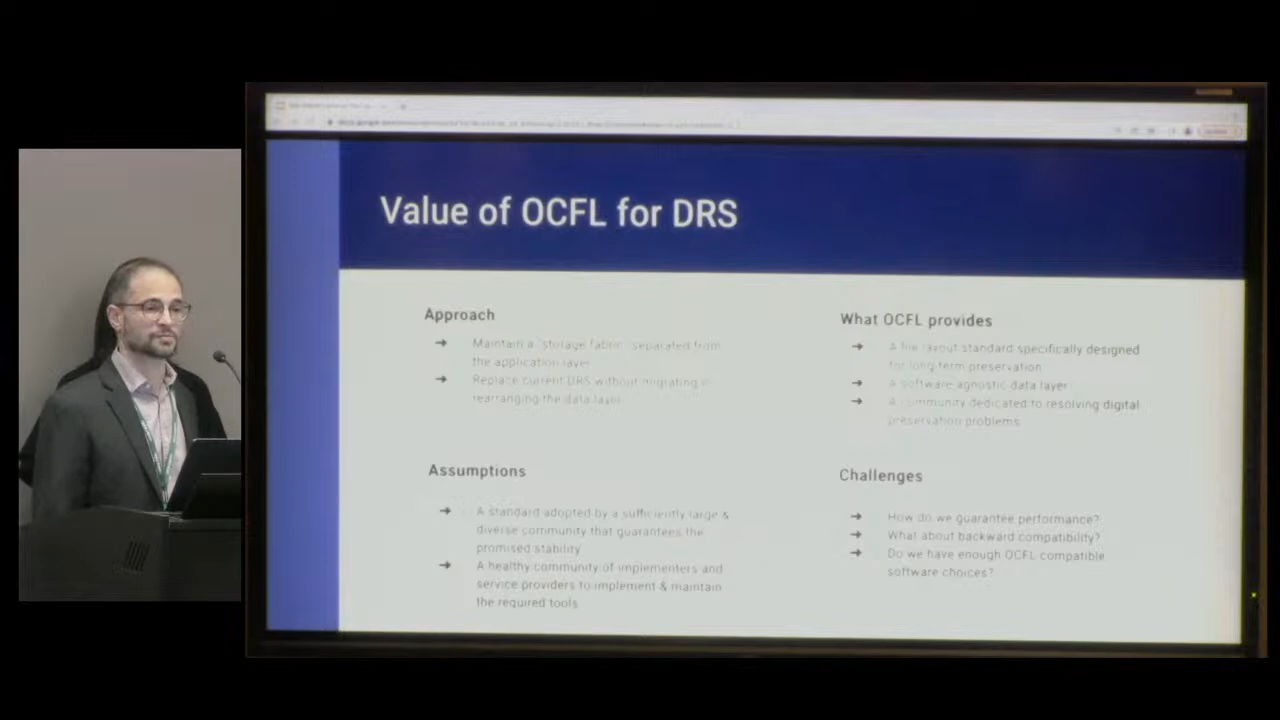 Value of OCFL for DRS
Approach
➔ Maintain a "storage fabric" separated from
the application layer
➔ Replace current DRS without migrating or
rearranging the data layer
Assumptions
➔ A standard adopted by a sufficiently large &
diverse community that guarantees the
promised stability
➔ A healthy community of implementers and
service providers to implement & maintain
the required tools
What OCFL provides
➔ A file layout standard specifically designed
for long term preservation
➔ A software agnostic data layer
➔ A community dedicated to resolving digital
preservation problems
Challenges
➔ How do we guarantee performance?
➔ What about backward compatibility?
➔ Do we have enough OCFL compatible
software choices?